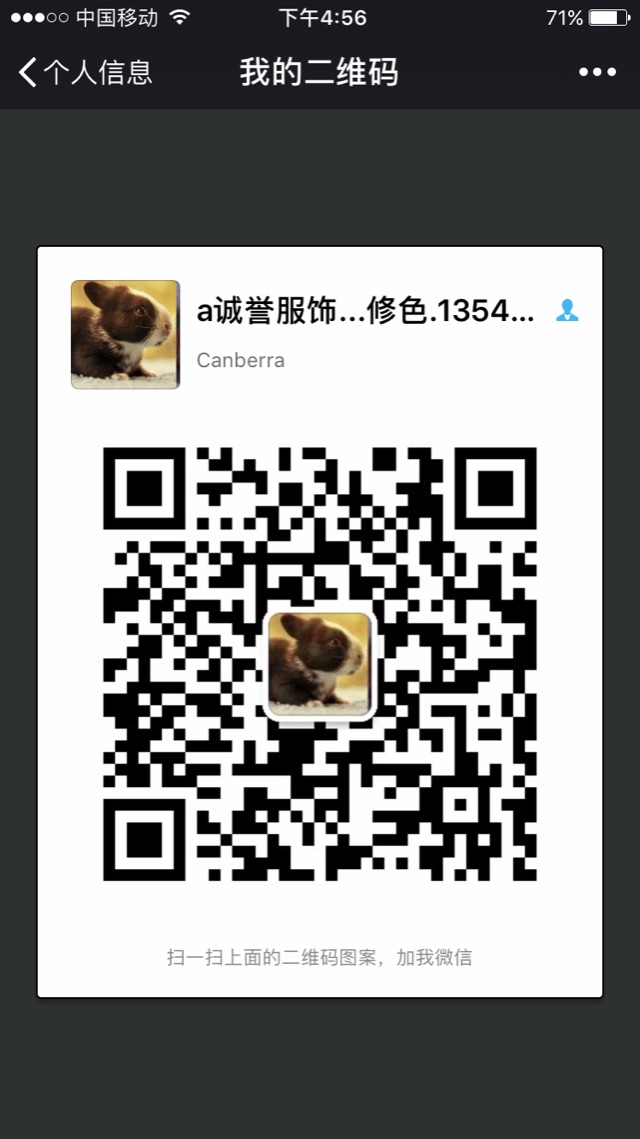 中国移动 下午4:56 71%
个人信息 我的二维码
a诚誉服饰...修色.1354...
Canberra
扫一扫上面的二维码图案，加我微信